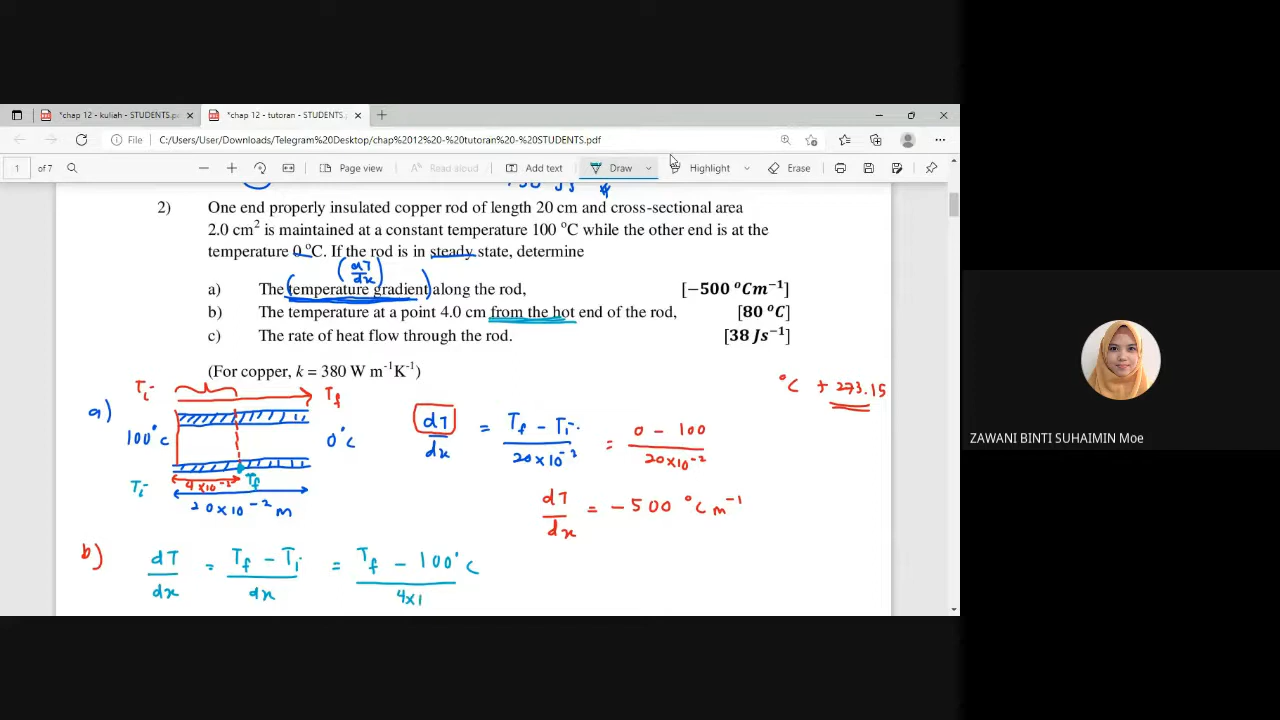 *chap 12 - kuliah - STUDENTS.p
*chap 12 - tutoran - STUDENTS.pdf
File C:/Users/User/Downloads/Telegram%20Desktop/chap%2012%20-%20tutoran%20-%20STUDENTS.pdf
1 of 7 Page view Read aloud Add text Draw Highlight Erase
2) One end properly insulated copper rod of length 20 cm and cross-sectional area
2.0 cm² is maintained at a constant temperature 100 °C while the other end is at the
temperature 0 °C. If the rod is in steady state, determine
(dT/dx)
a) The (temperature gradient) along the rod, [−500 °Cm⁻¹]
b) The temperature at a point 4.0 cm from the hot end of the rod, [80 °C]
c) The rate of heat flow through the rod. [38 Js⁻¹]
(For copper, k = 380 W m⁻¹K⁻¹)
°C + 273.15
Ti Tf
a)
100°C 0°C
dT/dx = (Tf − Ti)/(20×10⁻²) = (0 − 100)/(20×10⁻²)
4×10⁻² Tf
Ti
20×10⁻² m
dT/dx = −500 °C m⁻¹
b) dT/dx = (Tf − Ti)/dx = (Tf − 100°C)/(4×1
ZAWANI BINTI SUHAIMIN Moe